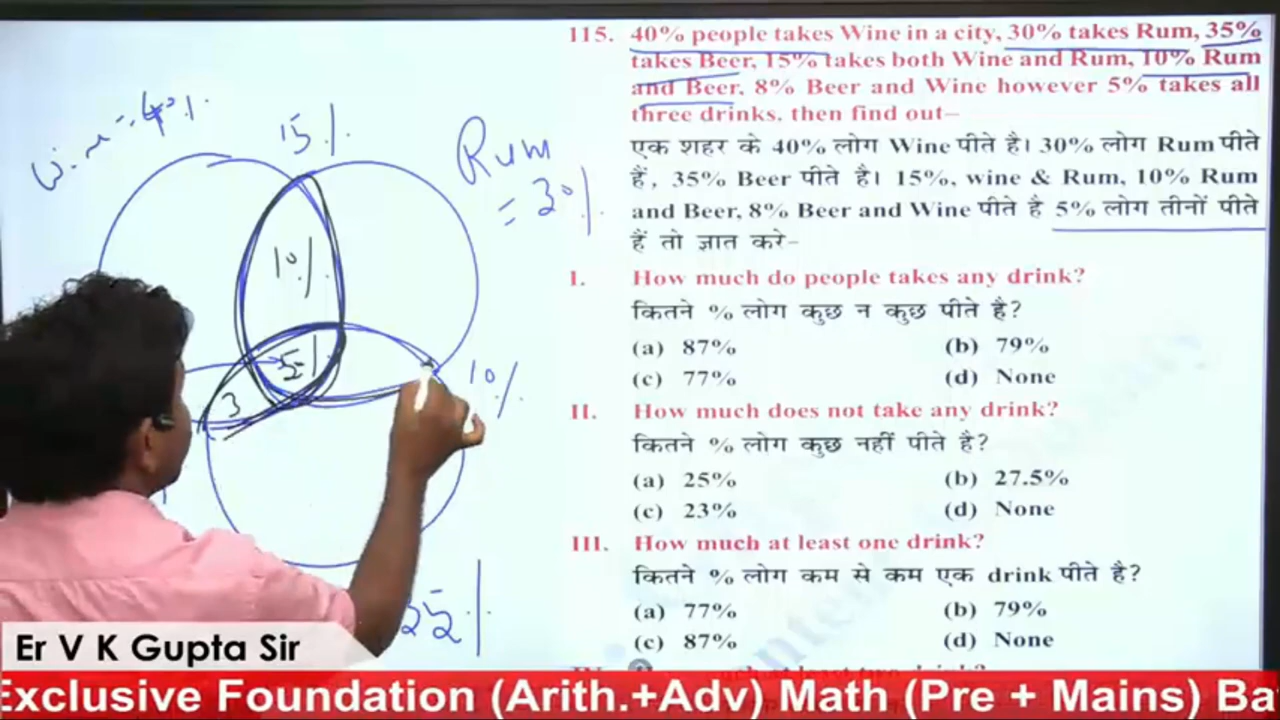 115. 40% people takes Wine in a city, 30% takes Rum, 35%
takes Beer, 15% takes both Wine and Rum, 10% Rum
and Beer, 8% Beer and Wine however 5% takes all
three drinks. then find out-
एक शहर के 40% लोग Wine पीते है। 30% लोग Rum पीते
हैं, 35% Beer पीते है। 15%, wine & Rum, 10% Rum
and Beer, 8% Beer and Wine पीते है 5% लोग तीनों पीते
हैं तो ज्ञात करे-
I. How much do people takes any drink?
कितने % लोग कुछ न कुछ पीते है?
(a) 87% (b) 79%
(c) 77% (d) None
II. How much does not take any drink?
कितने % लोग कुछ नहीं पीते है?
(a) 25% (b) 27.5%
(c) 23% (d) None
III. How much at least one drink?
कितने % लोग कम से कम एक drink पीते है?
(a) 77% (b) 79%
(c) 87% (d) None
15%
Rum
= 30%
10%
5%
3
10%
Er V K Gupta Sir
Exclusive Foundation (Arith.+Adv) Math (Pre + Mains) Ba